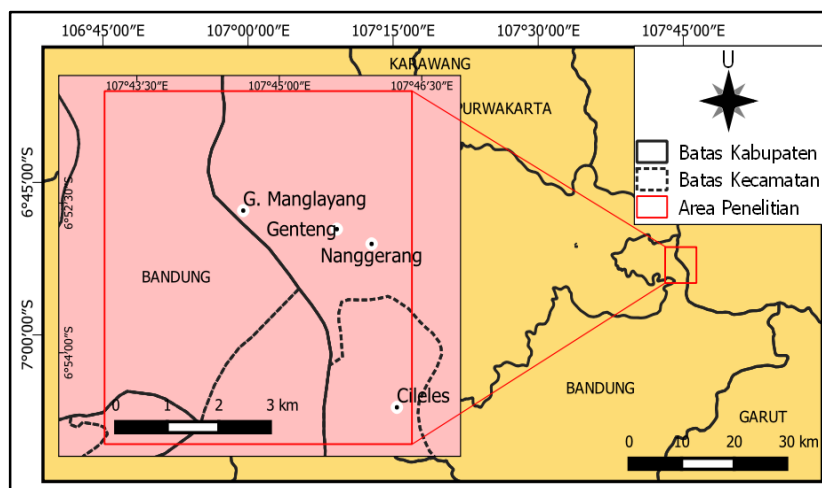 106°45′00″E 107°00′00″E 107°15′00″E 107°30′00″E 107°45′00″E
KARAWANG
PURWAKARTA
107°43′30″E 107°45′00″E 107°46′30″E
U
Batas Kabupaten
Batas Kecamatan
Area Penelitian
6°45′00″S
7°00′00″S
6°52′30″S
6°54′00″S
G. Manglayang
Genteng
Nanggerang
BANDUNG
Cileles
0 1 2 3 km
BANDUNG
GARUT
0 10 20 30 km